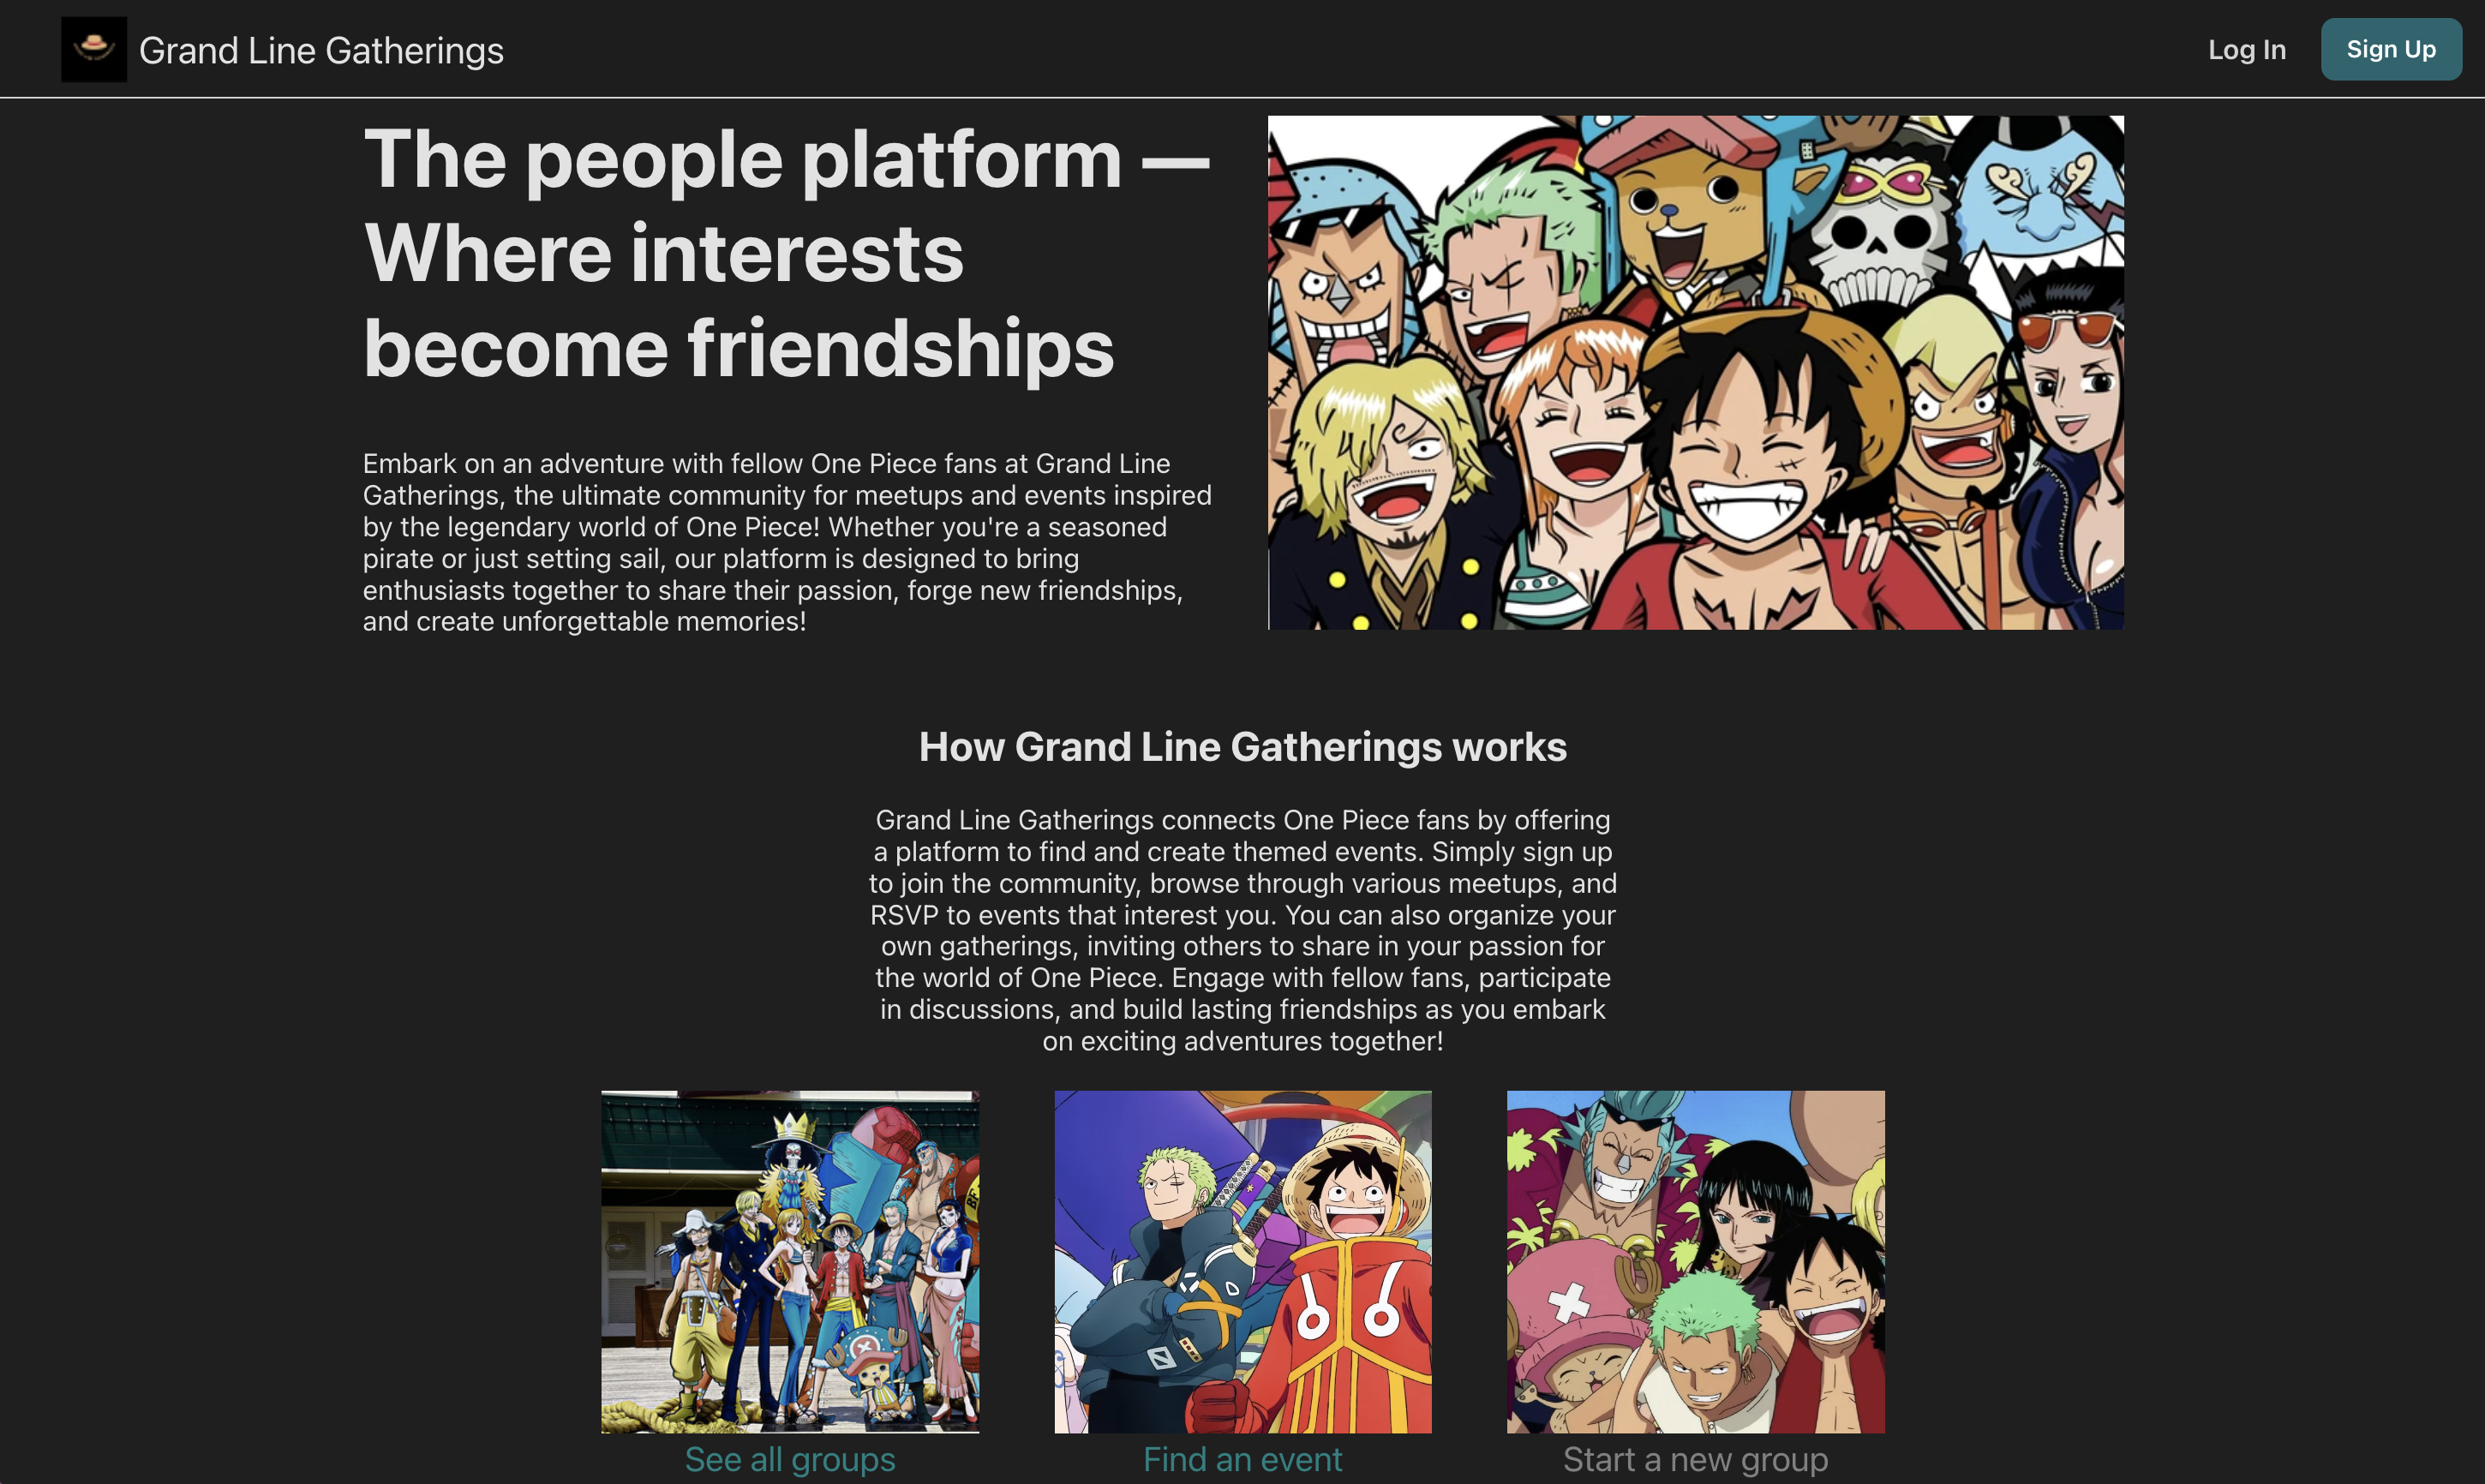 Grand Line Gatherings
Log In
Sign Up
The people platform —
Where interests
become friendships
Embark on an adventure with fellow One Piece fans at Grand Line
Gatherings, the ultimate community for meetups and events inspired
by the legendary world of One Piece! Whether you're a seasoned
pirate or just setting sail, our platform is designed to bring
enthusiasts together to share their passion, forge new friendships,
and create unforgettable memories!
How Grand Line Gatherings works
Grand Line Gatherings connects One Piece fans by offering
a platform to find and create themed events. Simply sign up
to join the community, browse through various meetups, and
RSVP to events that interest you. You can also organize your
own gatherings, inviting others to share in your passion for
the world of One Piece. Engage with fellow fans, participate
in discussions, and build lasting friendships as you embark
on exciting adventures together!
See all groups
Find an event
Start a new group